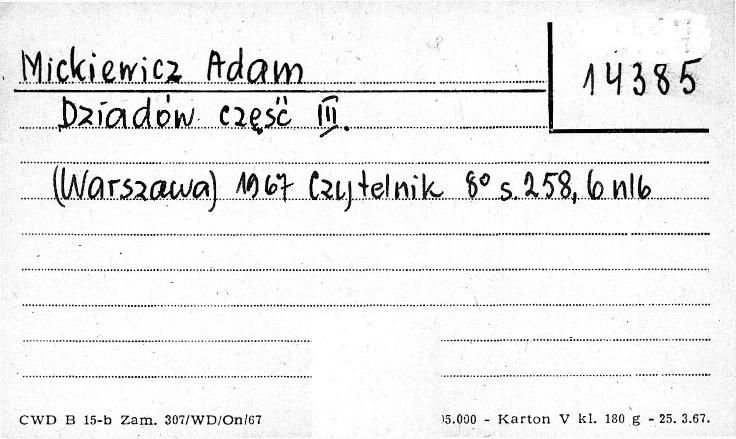 Mickiewicz Adam
14385
Dziadów część III.
(Warszawa) 1967 Czytelnik 8° s. 258, 6 nlb
CWD B 15-b Zam. 307/WD/On/67
5.000 - Karton V kl. 180 g - 25. 3.67.